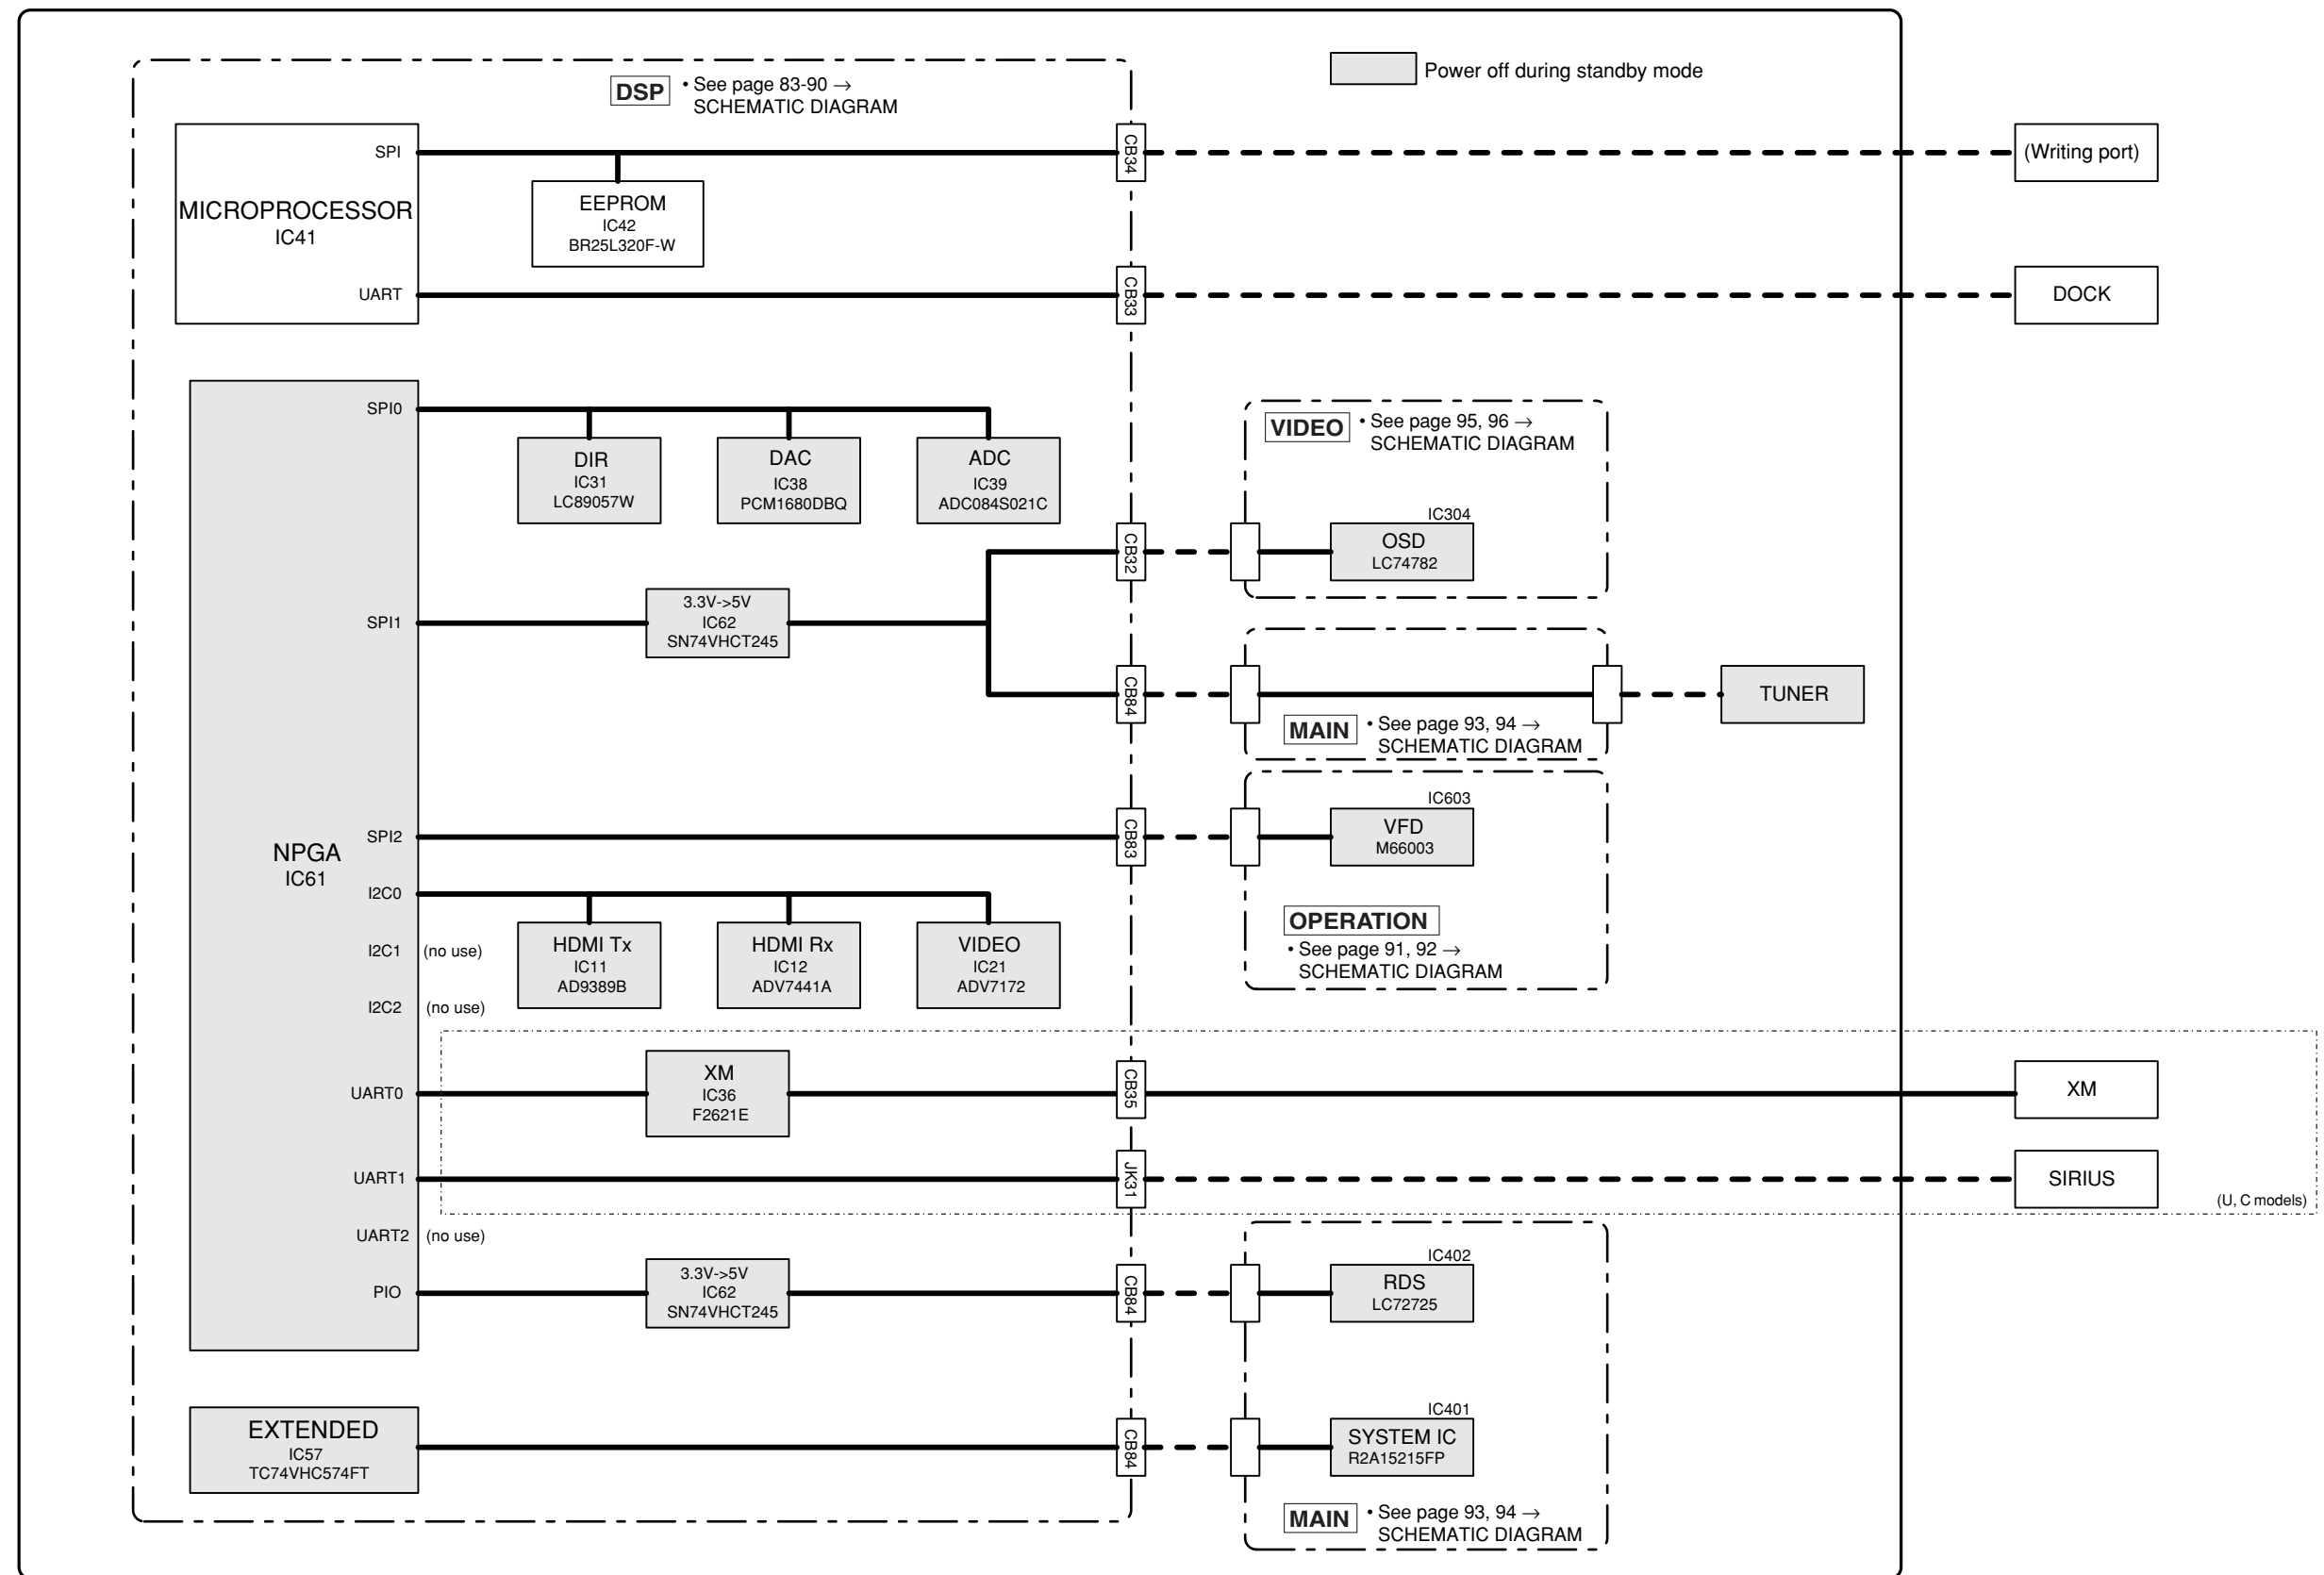 DSP
• See page 83-90 →
SCHEMATIC DIAGRAM
Power off during standby mode
SPI
MICROPROCESSOR
IC41
UART
EEPROM
IC42
BR25L320F-W
CB34
(Writing port)
CB33
DOCK
NPGA
IC61
SPI0
DIR
IC31
LC89057W
DAC
IC38
PCM1680DBQ
ADC
IC39
ADC084S021C
VIDEO
• See page 95, 96 →
SCHEMATIC DIAGRAM
CB32
IC304
OSD
LC74782
SPI1
3.3V->5V
IC62
SN74VHCT245
CB84
TUNER
MAIN
• See page 93, 94 →
SCHEMATIC DIAGRAM
SPI2
CB83
IC603
VFD
M66003
OPERATION
• See page 91, 92 →
SCHEMATIC DIAGRAM
I2C0
HDMI Tx
IC11
AD9389B
HDMI Rx
IC12
ADV7441A
VIDEO
IC21
ADV7172
I2C1 (no use)
I2C2 (no use)
UART0
XM
IC36
F2621E
CB35
XM
UART1
JK31
SIRIUS
(U, C models)
UART2 (no use)
PIO
3.3V->5V
IC62
SN74VHCT245
CB84
IC402
RDS
LC72725
EXTENDED
IC57
TC74VHC574FT
CB84
IC401
SYSTEM IC
R2A15215FP
MAIN
• See page 93, 94 →
SCHEMATIC DIAGRAM